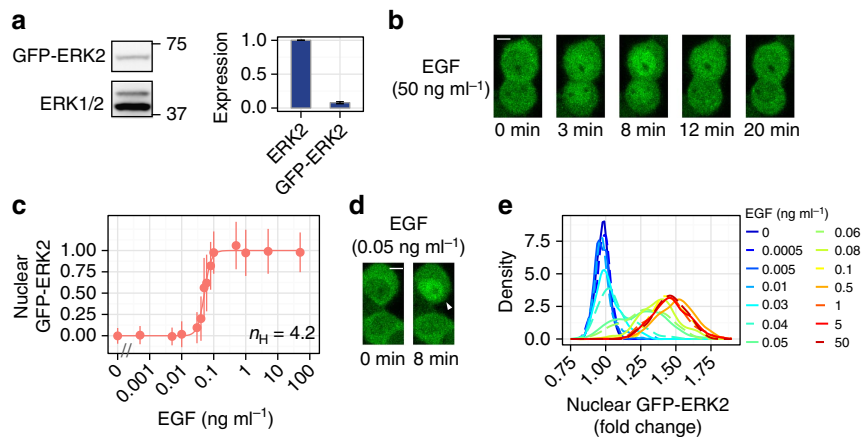 a
GFP-ERK2
75
ERK1/2
37
Expression
1.0
0.5
0.0
ERK2
GFP-ERK2
b
EGF
(50 ng ml⁻¹)
0 min
3 min
8 min
12 min
20 min
c
Nuclear
GFP-ERK2
1.00
0.75
0.50
0.25
0.00
nH = 4.2
0
0.001
0.01
0.1
1
10
100
EGF (ng ml⁻¹)
d
EGF
(0.05 ng ml⁻¹)
0 min
8 min
e
Density
7.5
5.0
2.5
0.0
0.75
1.00
1.25
1.50
1.75
Nuclear GFP-ERK2
(fold change)
EGF (ng ml⁻¹)
0
0.0005
0.005
0.01
0.03
0.04
0.05
0.06
0.08
0.1
0.5
1
5
50